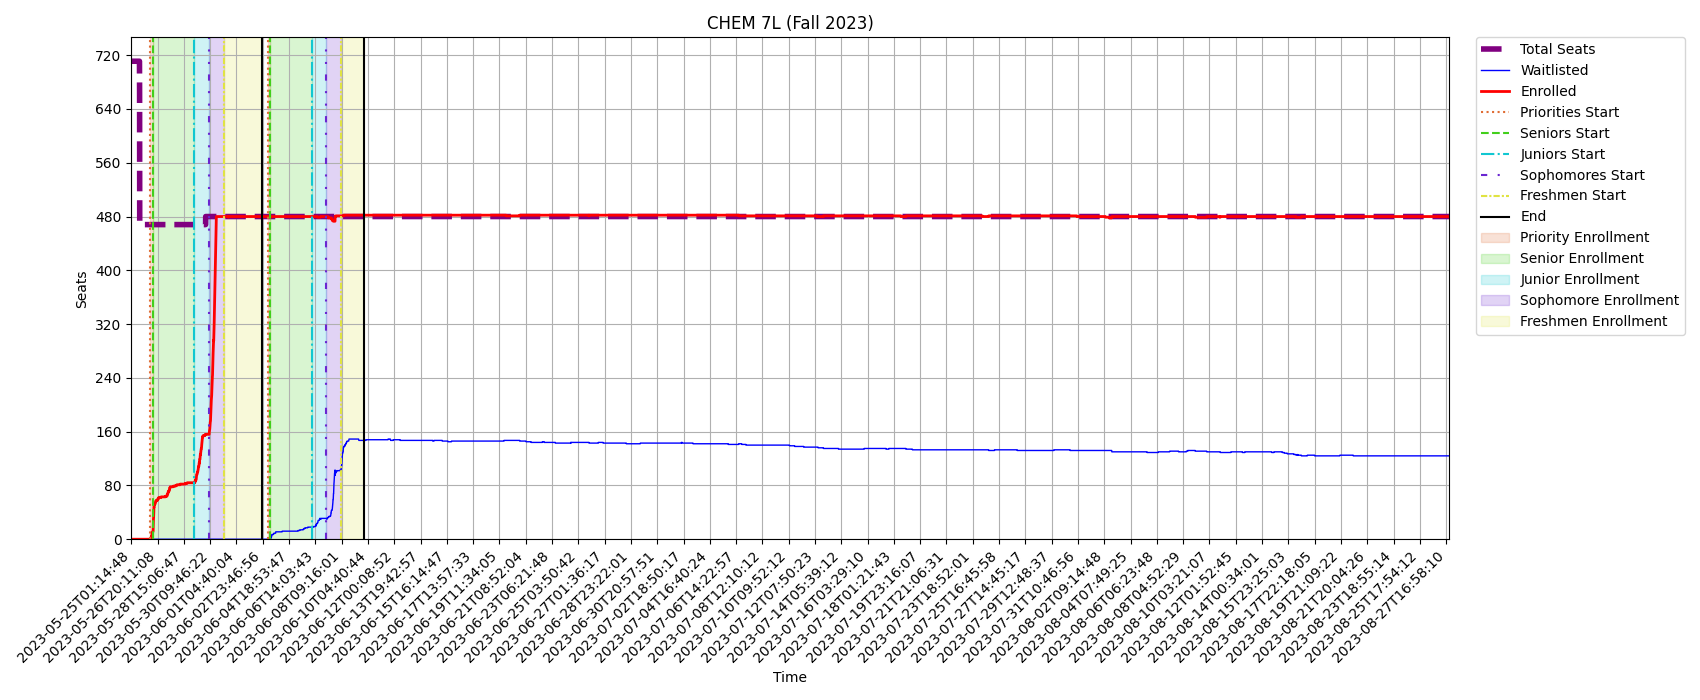 CHEM 7L (Fall 2023)
720
640
560
480
400
320
240
160
80
0
Seats
2023-05-25T01:14:48
2023-05-26T20:11:08
2023-05-28T15:06:47
2023-05-30T09:46:22
2023-06-01T04:40:04
2023-06-02T23:46:56
2023-06-04T18:53:47
2023-06-06T14:03:43
2023-06-08T09:16:01
2023-06-10T04:40:44
2023-06-12T00:08:52
2023-06-13T19:42:57
2023-06-15T16:14:47
2023-06-17T13:57:33
2023-06-19T11:34:05
2023-06-21T08:52:04
2023-06-23T06:21:48
2023-06-25T03:50:42
2023-06-27T01:36:17
2023-06-28T23:22:01
2023-06-30T20:57:51
2023-07-02T18:50:17
2023-07-04T16:40:24
2023-07-06T14:22:57
2023-07-08T12:10:12
2023-07-10T09:52:12
2023-07-12T07:50:23
2023-07-14T05:39:12
2023-07-16T03:29:10
2023-07-18T01:21:43
2023-07-19T23:16:07
2023-07-21T21:06:31
2023-07-23T18:52:01
2023-07-25T16:45:58
2023-07-27T14:45:17
2023-07-29T12:48:37
2023-07-31T10:46:56
2023-08-02T09:14:48
2023-08-04T07:49:25
2023-08-06T06:23:48
2023-08-08T04:52:29
2023-08-10T03:21:07
2023-08-12T01:52:45
2023-08-14T00:34:01
2023-08-15T23:25:03
2023-08-17T22:18:05
2023-08-19T21:09:22
2023-08-21T20:04:26
2023-08-23T18:55:14
2023-08-25T17:54:12
2023-08-27T16:58:10
Time
Total Seats
Waitlisted
Enrolled
Priorities Start
Seniors Start
Juniors Start
Sophomores Start
Freshmen Start
End
Priority Enrollment
Senior Enrollment
Junior Enrollment
Sophomore Enrollment
Freshmen Enrollment